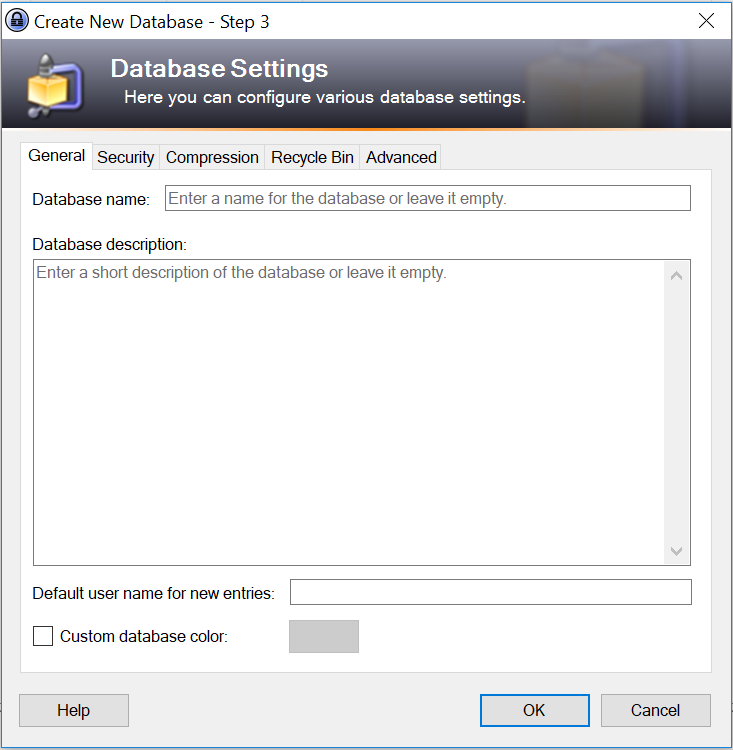 Create New Database - Step 3
Database Settings
Here you can configure various database settings.
General Security Compression Recycle Bin Advanced
Database name: Enter a name for the database or leave it empty.
Database description:
Enter a short description of the database or leave it empty.
Default user name for new entries:
Custom database color:
Help OK Cancel